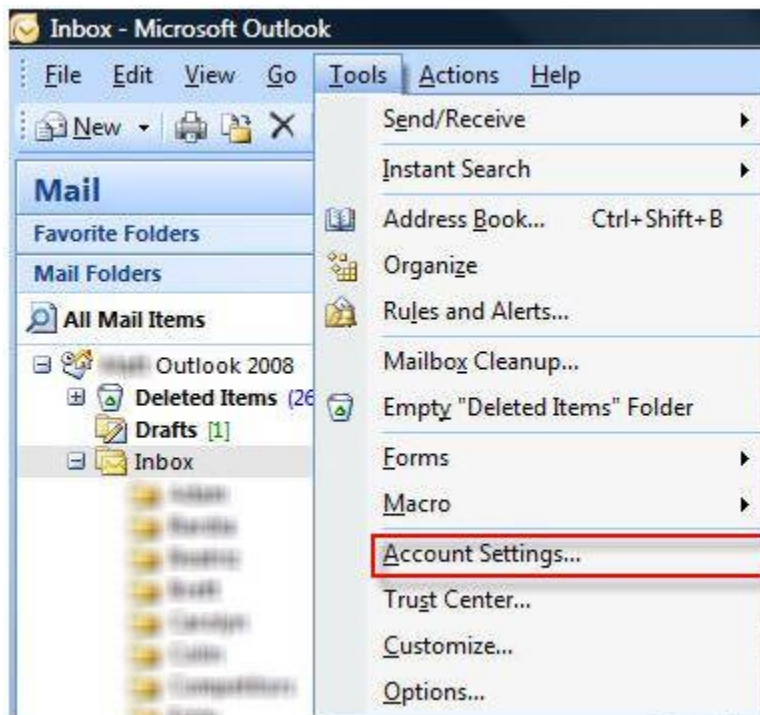 Inbox - Microsoft Outlook
File Edit View Go Tools Actions Help
New
Mail
Favorite Folders
Mail Folders
All Mail Items
Outlook 2008
Deleted Items (26
Drafts [1]
Inbox
Send/Receive
Instant Search
Address Book... Ctrl+Shift+B
Organize
Rules and Alerts...
Mailbox Cleanup...
Empty "Deleted Items" Folder
Forms
Macro
Account Settings...
Trust Center...
Customize...
Options...